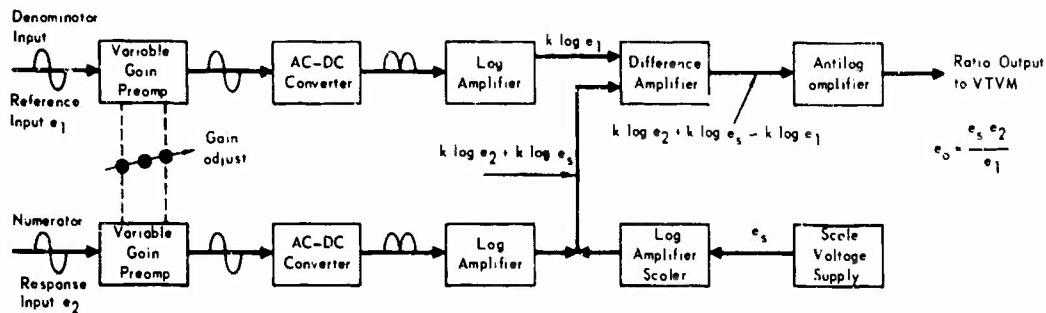 Denominator
Input
Reference
Input e1
Variable
Gain
Preamp
AC-DC
Converter
Log
Amplifier
k log e1
Difference
Amplifier
k log e2 + k log es - k log e1
Antilog
amplifier
Ratio Output
to VTVM
eo = es e2 / e1
Gain
adjust
k log e2 + k log es
Numerator
Input
Response
Input e2
Variable
Gain
Preamp
AC-DC
Converter
Log
Amplifier
Log
Amplifier
Scaler
es
Scale
Voltage
Supply